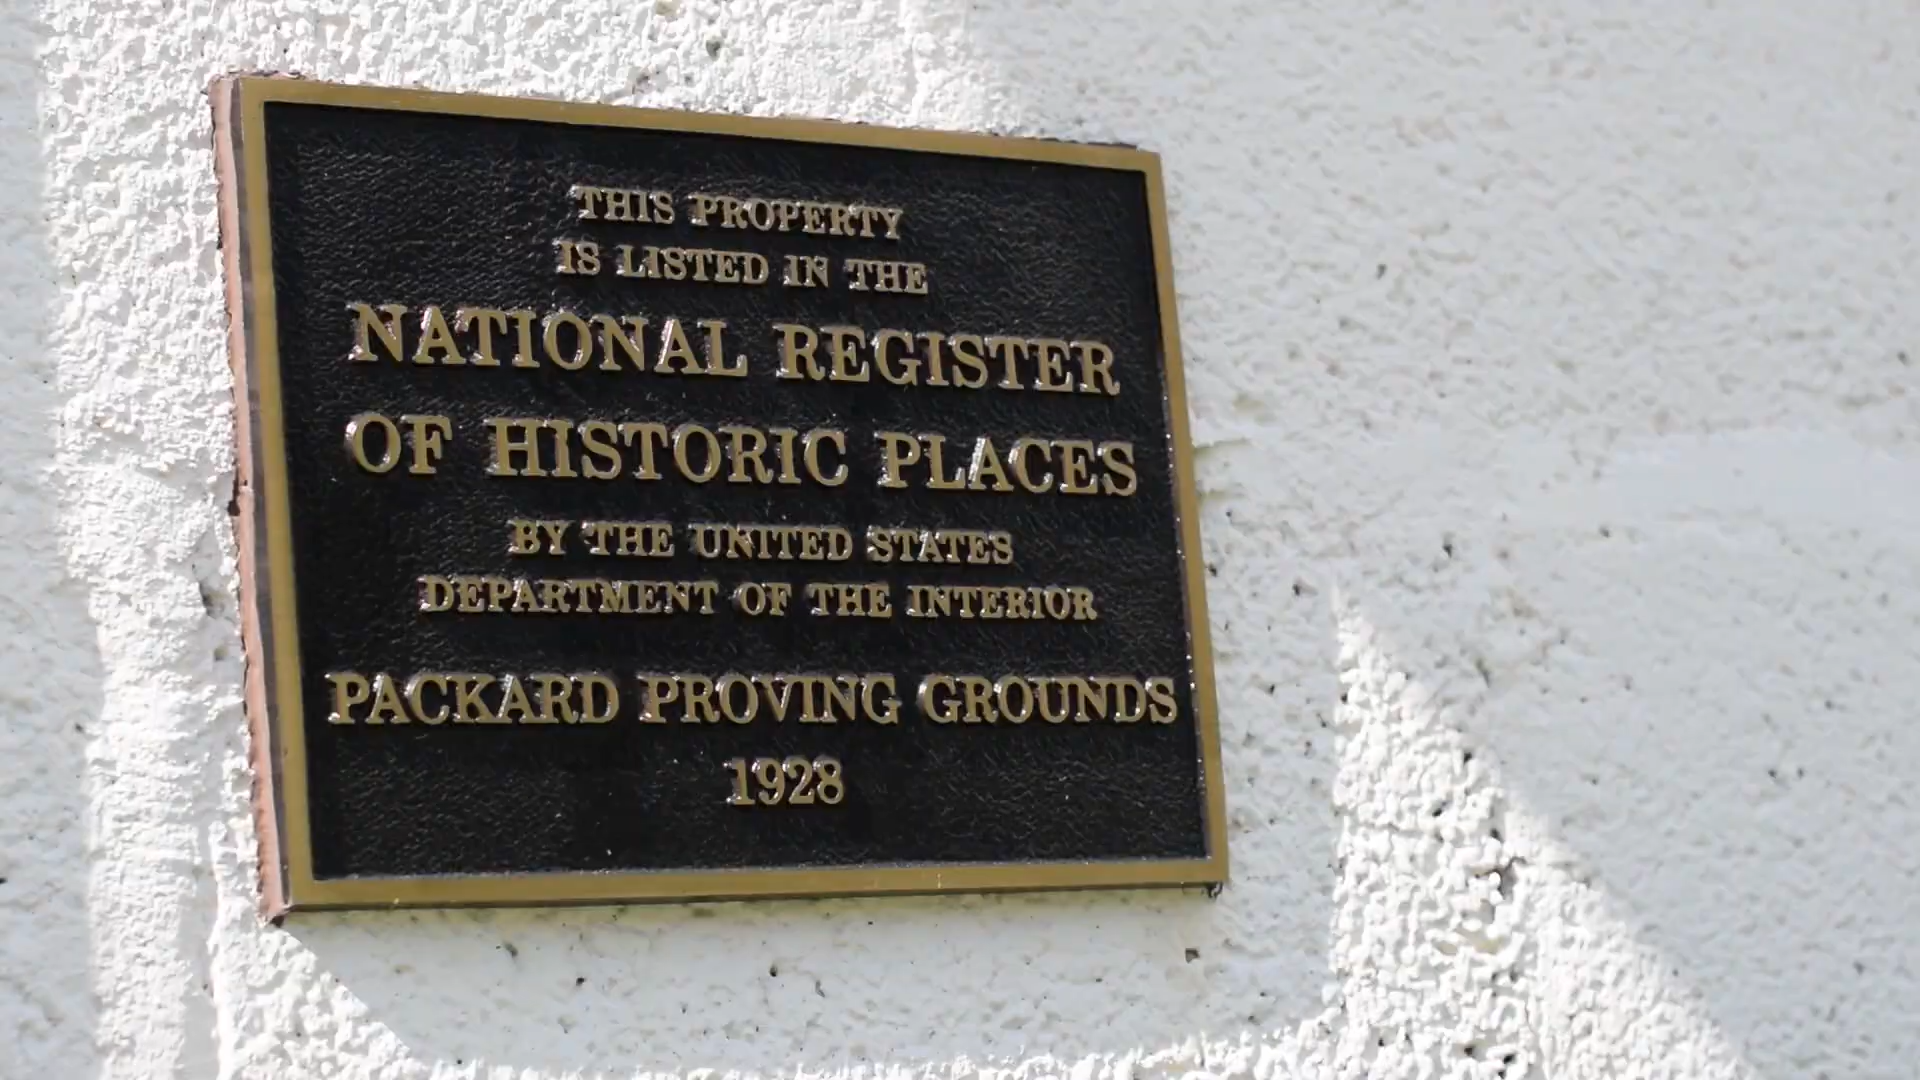 THIS PROPERTY
IS LISTED IN THE
NATIONAL REGISTER
OF HISTORIC PLACES
BY THE UNITED STATES
DEPARTMENT OF THE INTERIOR
PACKARD PROVING GROUNDS
1928